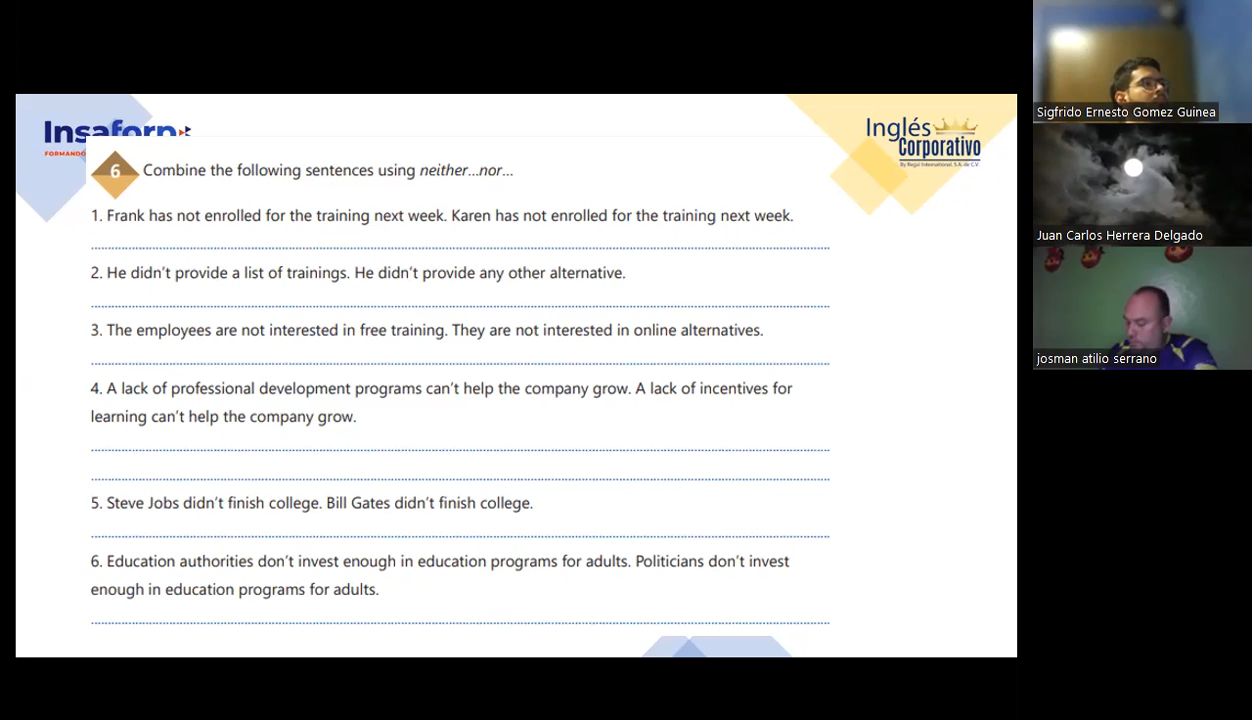 Insaforp
FORMANDO
Inglés
Corporativo
By Regal International, S.A. de C.V.
6 Combine the following sentences using neither...nor...
1. Frank has not enrolled for the training next week. Karen has not enrolled for the training next week.
2. He didn't provide a list of trainings. He didn't provide any other alternative.
3. The employees are not interested in free training. They are not interested in online alternatives.
4. A lack of professional development programs can't help the company grow. A lack of incentives for
learning can't help the company grow.
5. Steve Jobs didn't finish college. Bill Gates didn't finish college.
6. Education authorities don't invest enough in education programs for adults. Politicians don't invest
enough in education programs for adults.
Sigfrido Ernesto Gomez Guinea
Juan Carlos Herrera Delgado
josman atilio serrano